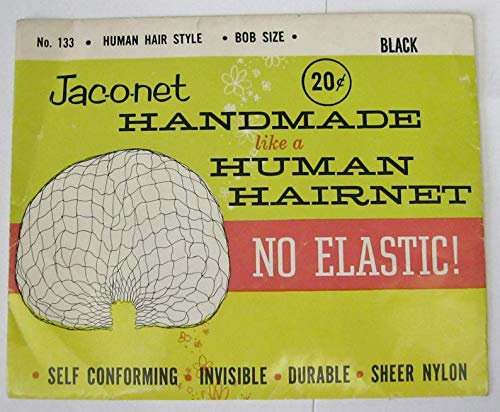 No. 133 • HUMAN HAIR STYLE • BOB SIZE • BLACK
20¢
Jac-o-net
HANDMADE
like a
HUMAN
HAIRNET
NO ELASTIC!
• SELF CONFORMING • INVISIBLE • DURABLE • SHEER NYLON